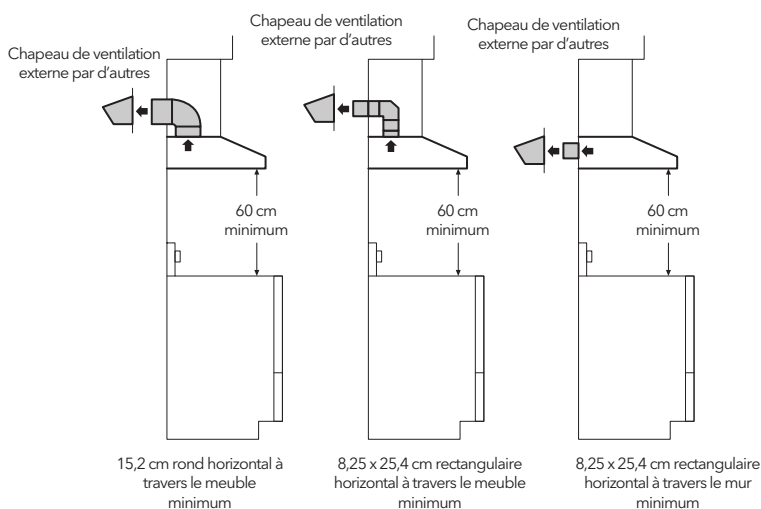 Chapeau de ventilation
externe par d'autres
Chapeau de ventilation
externe par d'autres
Chapeau de ventilation
externe par d'autres
60 cm
minimum
60 cm
minimum
60 cm
minimum
15,2 cm rond horizontal à
travers le meuble
minimum
8,25 x 25,4 cm rectangulaire
horizontal à travers le meuble
minimum
8,25 x 25,4 cm rectangulaire
horizontal à travers le mur
minimum